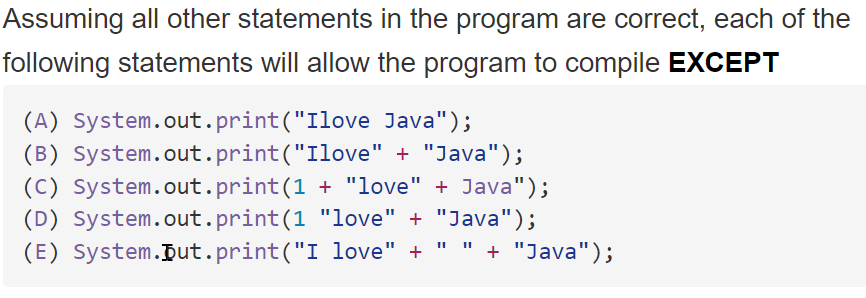 Assuming all other statements in the program are correct, each of the
following statements will allow the program to compile EXCEPT
(A) System.out.print("Ilove Java");
(B) System.out.print("Ilove" + "Java");
(C) System.out.print(1 + "love" + Java");
(D) System.out.print(1 "love" + "Java");
(E) System.out.print("I love" + " " + "Java");